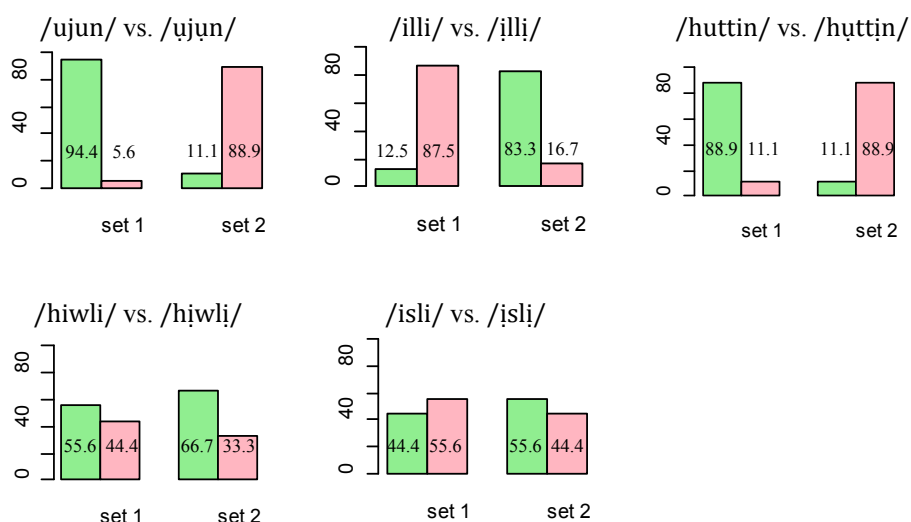 /ujun/ vs. /ụjụn/
80
40
0
94.4 5.6 11.1 88.9
set 1 set 2
/illi/ vs. /ịllị/
80
40
0
12.5 87.5 83.3 16.7
set 1 set 2
/huttin/ vs. /hụttịn/
80
40
0
88.9 11.1 11.1 88.9
set 1 set 2
/hiwli/ vs. /hịwlị/
80
40
0
55.6 44.4 66.7 33.3
set 1 set 2
/isli/ vs. /ịslị/
80
40
0
44.4 55.6 55.6 44.4
set 1 set 2